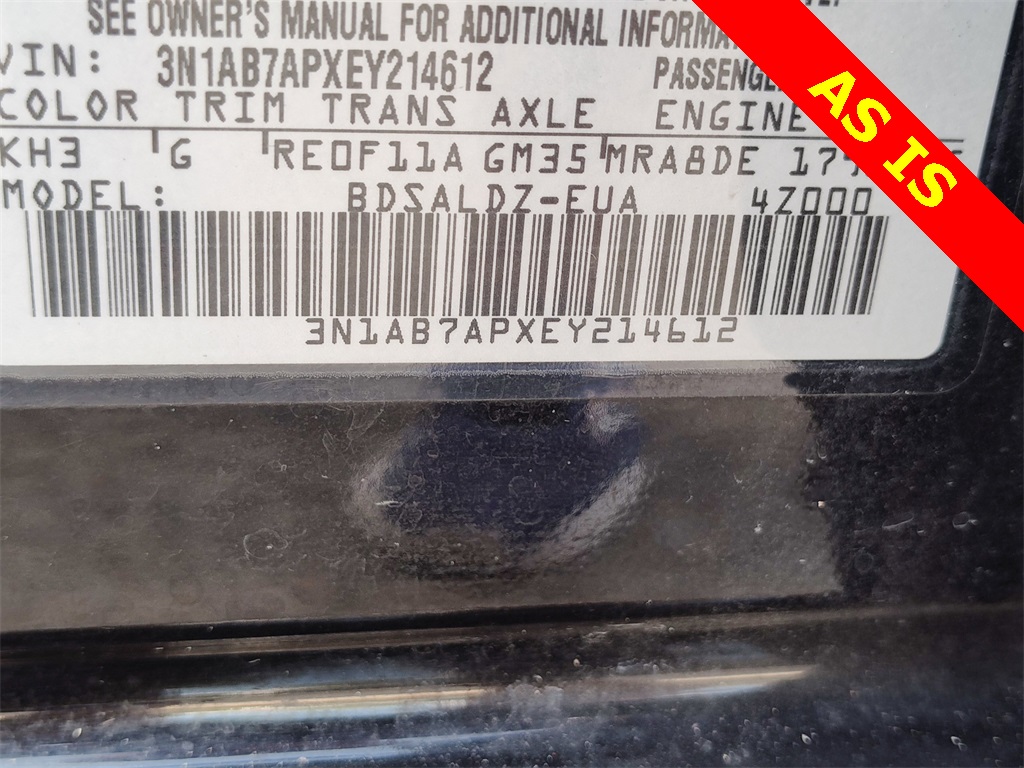 SEE OWNER'S MANUAL FOR ADDITIONAL
VIN: 3N1AB7APXEY214612
COLOR TRIM TRANS AXLE ENGINE
KH3 G RE0F11A GM35 MRA8DE
MODEL: BDSALDZ-EUA 4Z000
3N1AB7APXEY214612
AS IS